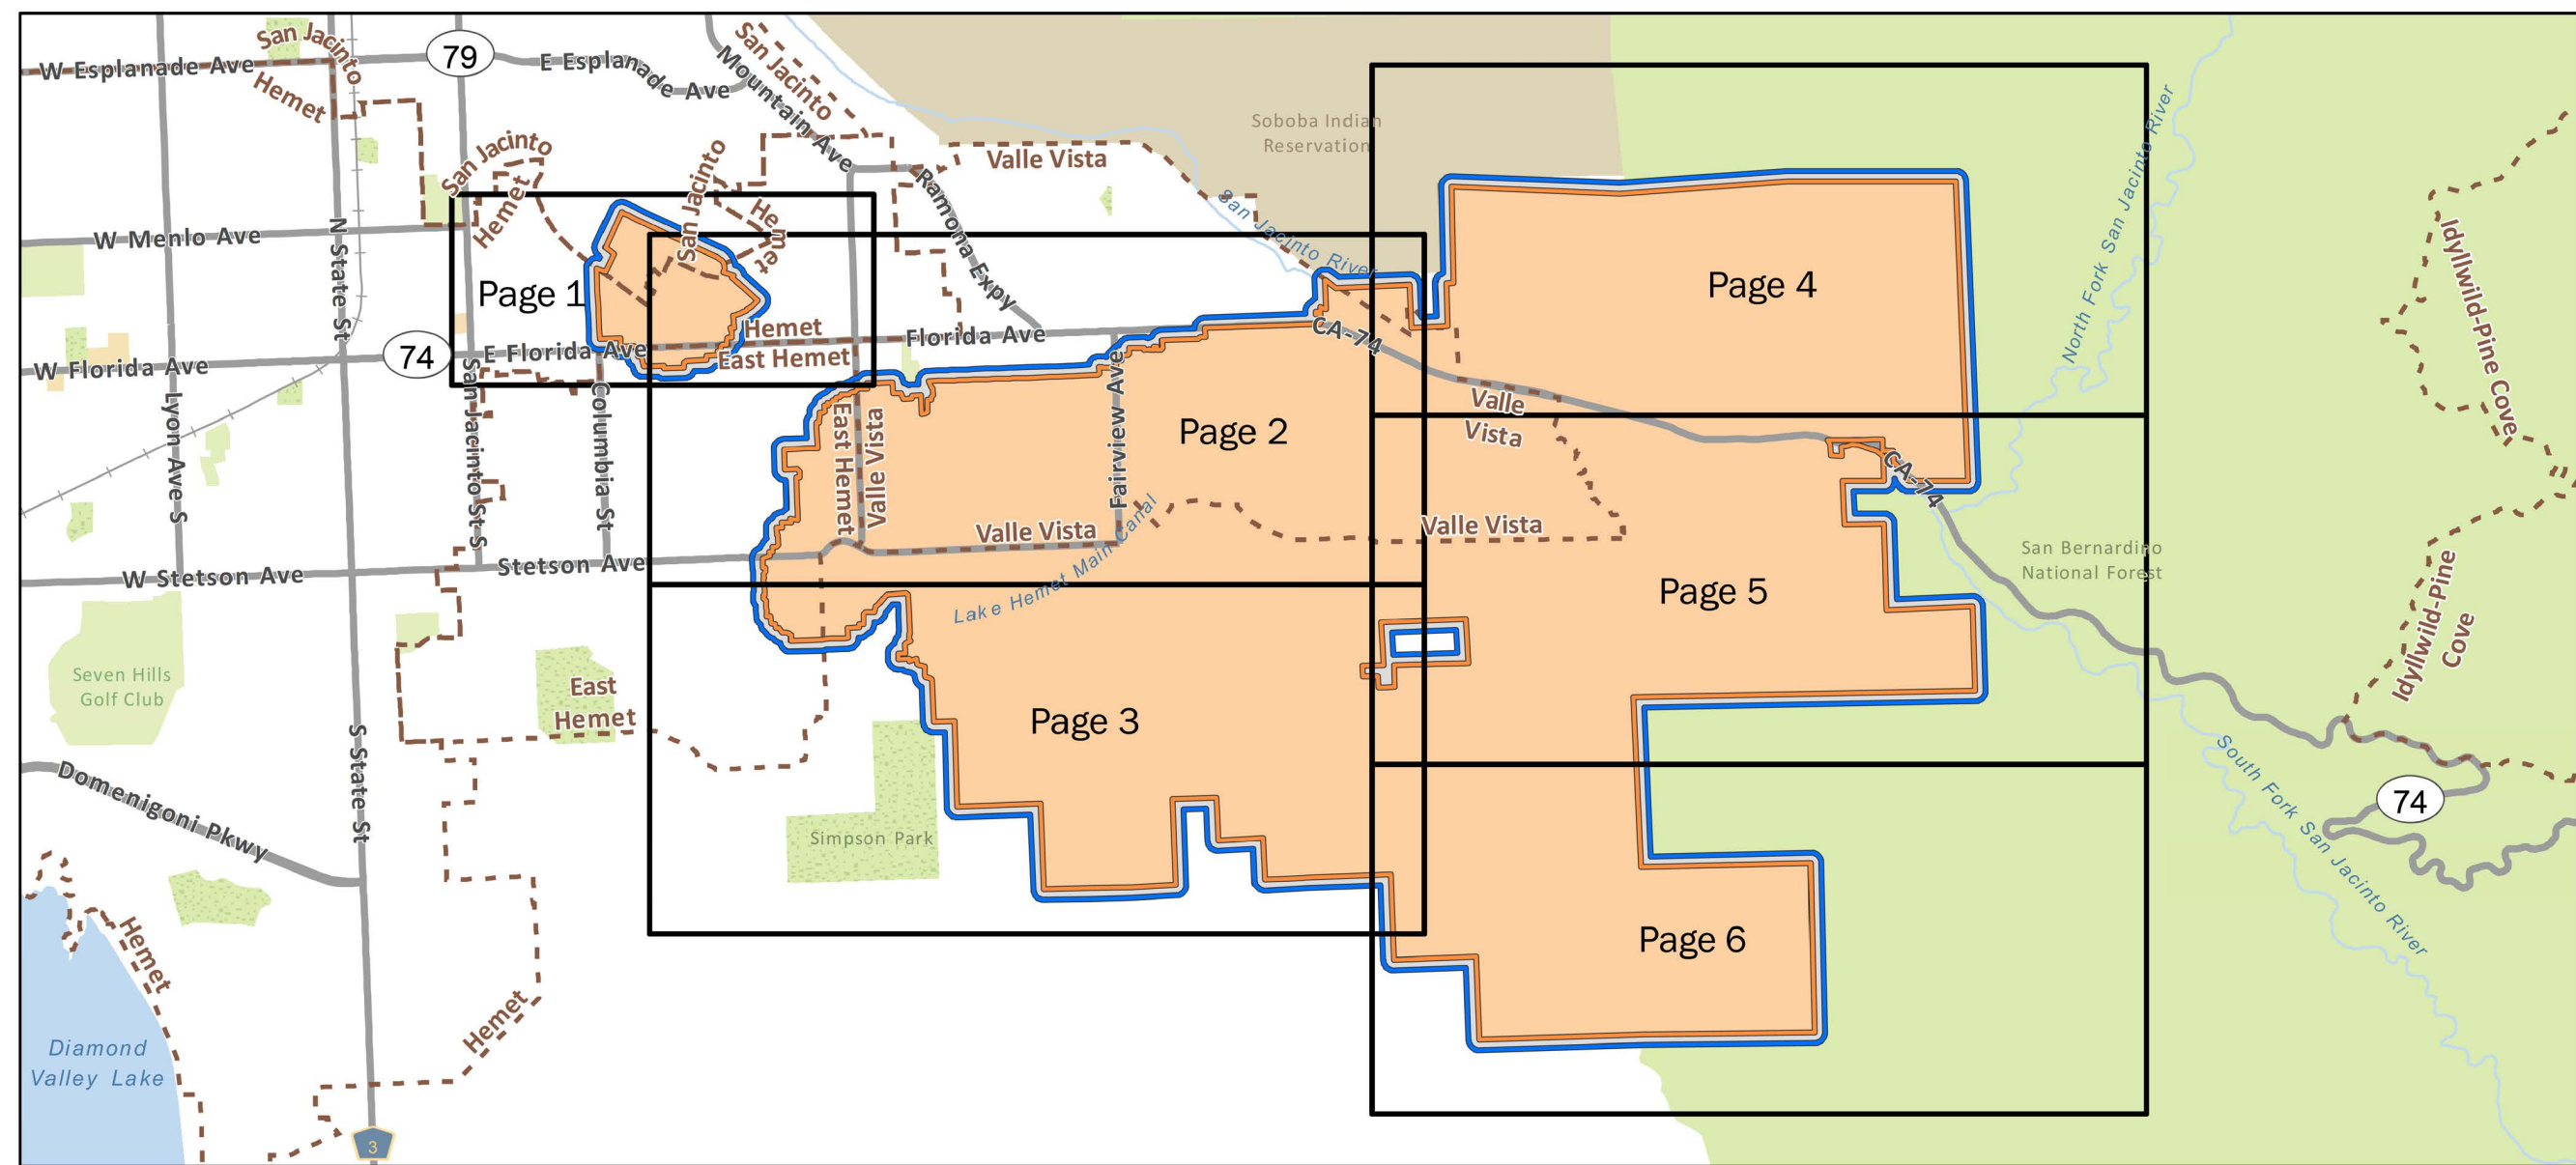 San Jacinto
Hemet
W Esplanade Ave
79
E Esplanade Ave
Mountain Ave
San Jacinto
Soboba Indian
Reservation
Valle Vista
San Jacinto
Hemet
San Jacinto
Hemet
Ramona Expy
San Jacinto River
North Fork San Jacinto River
Idyllwild-Pine Cove
W Menlo Ave
N State St
Page 1
Page 4
74
E Florida Ave
Hemet
East Hemet
Florida Ave
CA-74
W Florida Ave
Lyon Ave S
San Jacinto St S
Columbia St
East Hemet
Valle Vista
Fairview Ave
Page 2
Valle
Vista
CA-74
Valle Vista
Valle Vista
W Stetson Ave
Stetson Ave
Lake Hemet Main Canal
Page 5
San Bernardino
National Forest
Idyllwild-Pine
Cove
Seven Hills
Golf Club
East
Hemet
Page 3
S State St
Domenigoni Pkwy
Simpson Park
South Fork San Jacinto River
74
Page 6
Hemet
Hemet
Diamond
Valley Lake
3